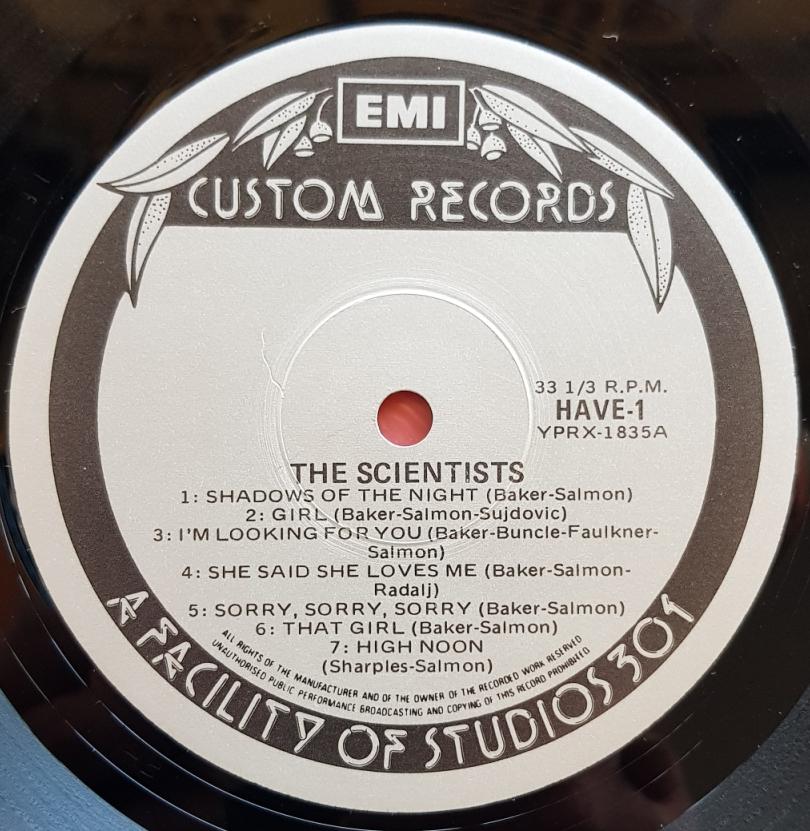 EMI
CUSTOM RECORDS
33 1/3 R.P.M.
HAVE-1
YPRX-1835A
THE SCIENTISTS
1: SHADOWS OF THE NIGHT (Baker-Salmon)
2: GIRL (Baker-Salmon-Sujdovic)
3: I'M LOOKING FOR YOU (Baker-Buncle-Faulkner-
Salmon)
4: SHE SAID SHE LOVES ME (Baker-Salmon-
Radalj)
5: SORRY, SORRY, SORRY (Baker-Salmon)
6: THAT GIRL (Baker-Salmon)
7: HIGH NOON
(Sharples-Salmon)
ALL RIGHTS OF THE MANUFACTURER AND OF THE OWNER OF THE RECORDED WORK RESERVED
UNAUTHORISED PUBLIC PERFORMANCE BROADCASTING AND COPYING OF THIS RECORD PROHIBITED
A FACILITY OF STUDIOS 301